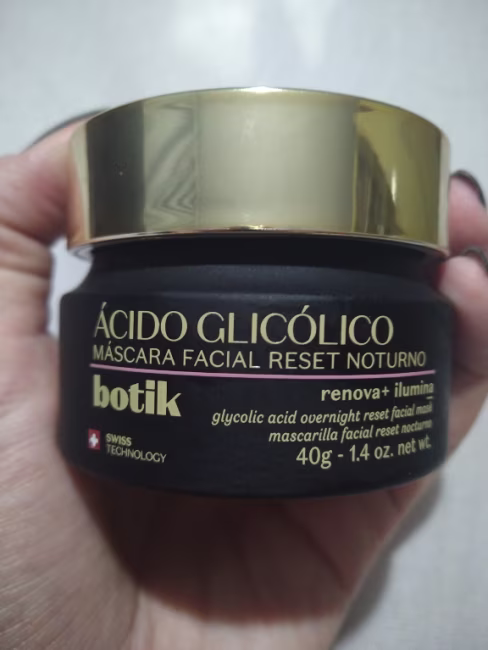 ÁCIDO GLICÓLICO
MÁSCARA FACIAL RESET NOTURNO
botik
renova+ ilumina
glycolic acid overnight reset facial mask
mascarilla facial reset nocturno
SWISS
TECHNOLOGY
40g - 1.4 oz. net wt.